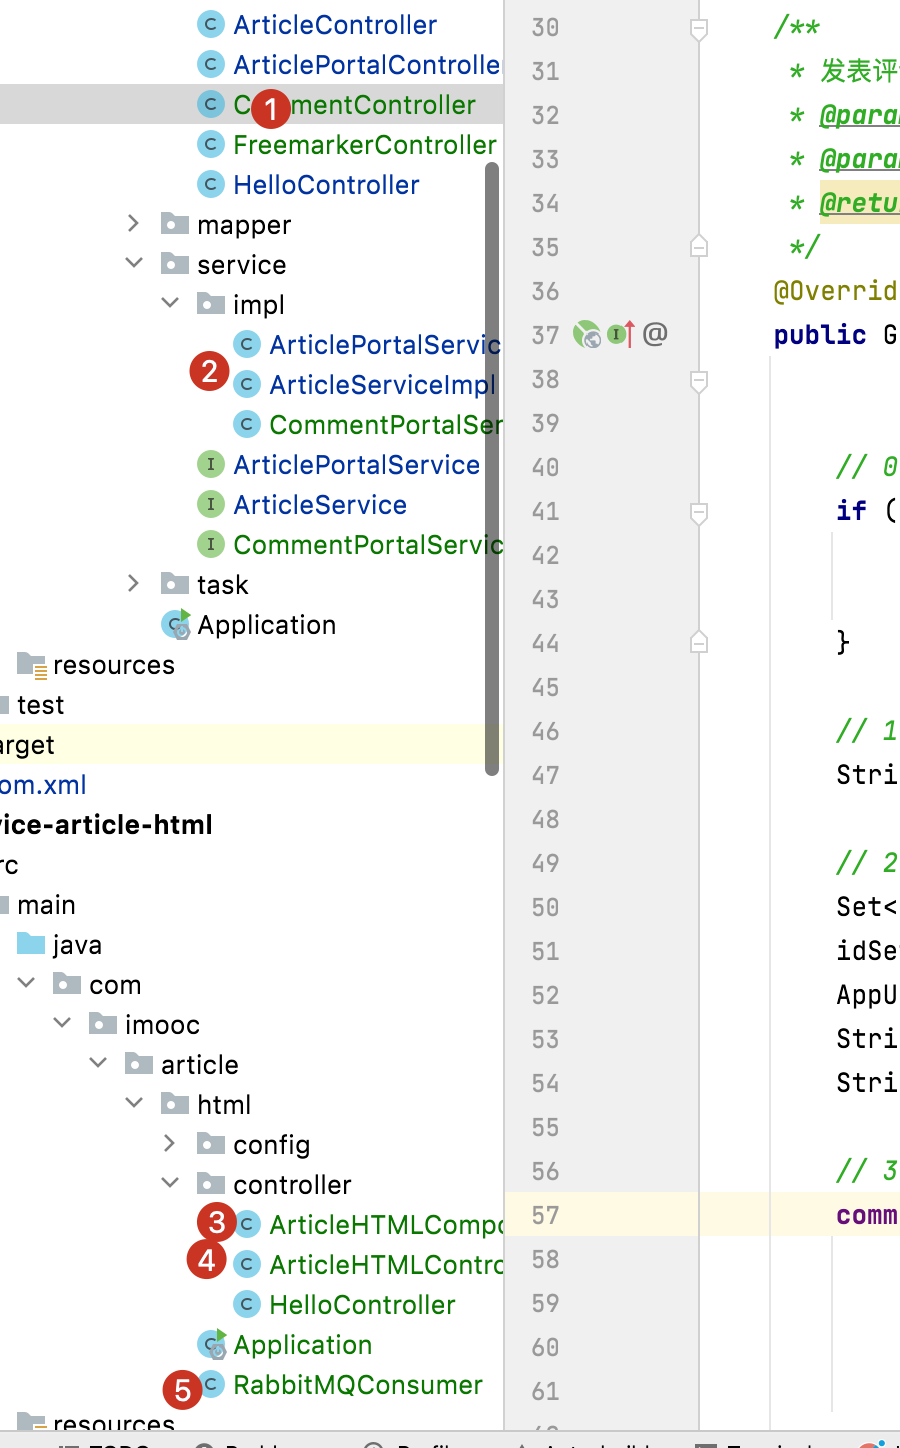 ArticleController
ArticlePortalControlle
1
mentController
FreemarkerController
HelloController
mapper
service
impl
ArticlePortalServic
2
ArticleServiceImpl
CommentPortalSer
ArticlePortalService
ArticleService
CommentPortalServic
task
Application
resources
test
arget
om.xml
vice-article-html
rc
main
java
com
imooc
article
html
config
controller
3 ArticleHTMLCompo
4 ArticleHTMLContro
HelloController
Application
5 RabbitMQConsumer
resources
30 /**
31 * 发表评
32 * @para
33 * @para
34 * @retu
35 */
36 @Overrid
37 @ public G
38
39
40 // 0
41 if (
42
43
44 }
45
46 // 1
47 Stri
48
49 // 2
50 Set<
51 idSe
52 AppU
53 Stri
54 Stri
55
56 // 3
57 comm
58
59
60
61